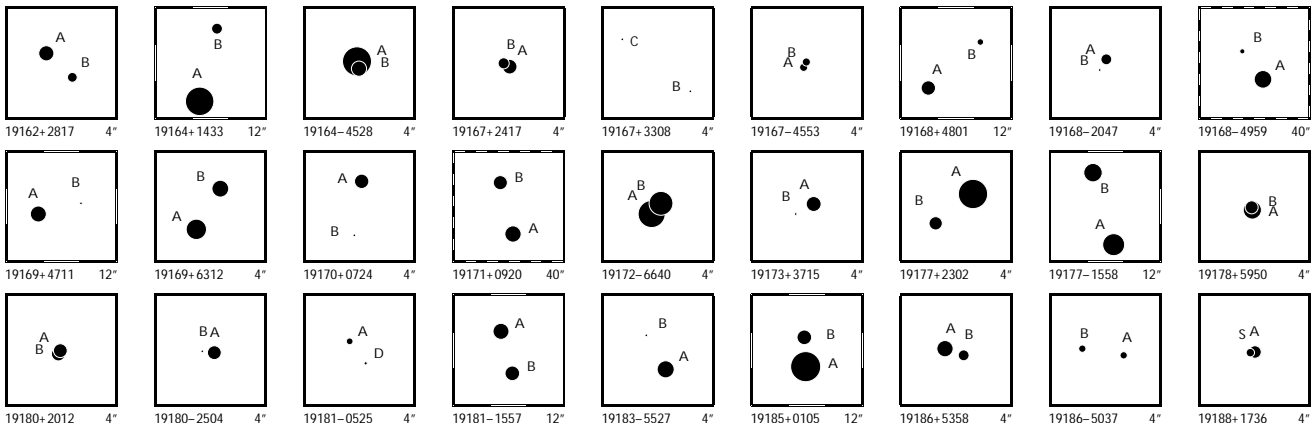 A
B
19162+2817 4"
B
A
19164+1433 12"
A
B
19164−4528 4"
B A
19167+2417 4"
C
B
19167+3308 4"
B
A
19167−4553 4"
B
A
19168+4801 12"
A
B
19168−2047 4"
B
A
19168−4959 40"
B
A
19169+4711 12"
B
A
19169+6312 4"
A
B
19170+0724 4"
B
A
19171+0920 40"
B
A
19172−6640 4"
A
B
19173+3715 4"
A
B
19177+2302 4"
B
A
19177−1558 12"
B
A
19178+5950 4"
A
B
19180+2012 4"
B A
19180−2504 4"
A
D
19181−0525 4"
A
B
19181−1557 12"
B
A
19183−5527 4"
B
A
19185+0105 12"
A
B
19186+5358 4"
B
A
19186−5037 4"
S A
19188+1736 4"